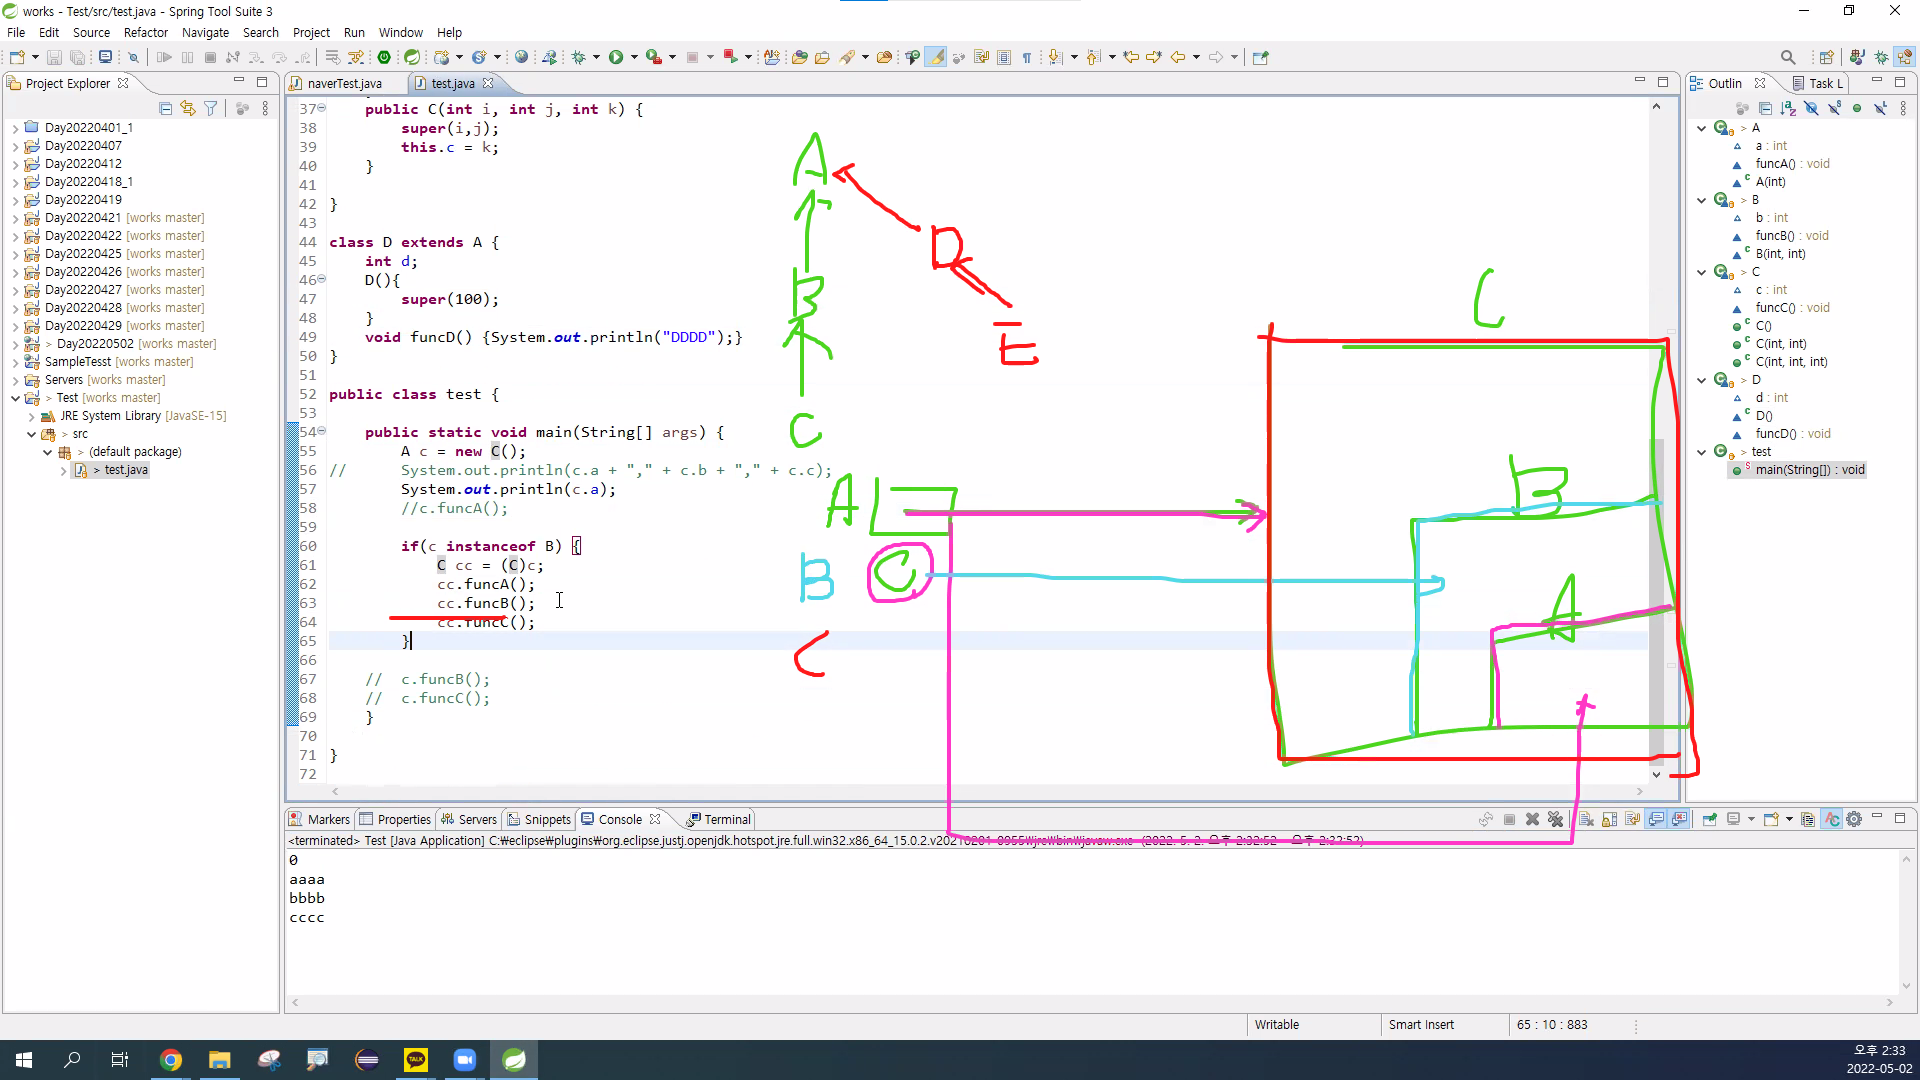 works - Test/src/test.java - Spring Tool Suite 3
File Edit Source Refactor Navigate Search Project Run Window Help
Project Explorer
Day20220401_1
Day20220407
Day20220412
Day20220418_1
Day20220419
Day20220421 [works master]
Day20220422 [works master]
Day20220425 [works master]
Day20220426 [works master]
Day20220427 [works master]
Day20220428 [works master]
Day20220429 [works master]
> Day20220502 [works master]
SampleTesst [works master]
Servers [works master]
> Test [works master]
JRE System Library [JavaSE-15]
> src
> (default package)
> test.java
naverTest.java test.java
37 public C(int i, int j, int k) {
38 super(i,j);
39 this.c = k;
40 }
41
42 }
43
44 class D extends A {
45 int d;
46 D(){
47 super(100);
48 }
49 void funcD() {System.out.println("DDDD");}
50 }
51
52 public class test {
53
54 public static void main(String[] args) {
55 A c = new C();
56 // System.out.println(c.a + "," + c.b + "," + c.c);
57 System.out.println(c.a);
58 //c.funcA();
59
60 if(c instanceof B) {
61 C cc = (C)c;
62 cc.funcA();
63 cc.funcB();
64 cc.funcC();
65 }
66
67 // c.funcB();
68 // c.funcC();
69 }
70
71 }
72
A
B
C
D
E
A
C
B
C
C
B
A
Outlin Task L
> A
a : int
funcA() : void
A(int)
> B
b : int
funcB() : void
B(int, int)
> C
c : int
funcC() : void
C()
C(int, int)
C(int, int, int)
> D
d : int
D()
funcD() : void
> test
main(String[]) : void
Markers Properties Servers Snippets Console Terminal
<terminated> Test [Java Application] C:₩eclipse₩plugins₩org.eclipse.justj.openjdk.hotspot.jre.full.win32.x86_64_15.0.2.v20210201-0955₩jre₩bin₩javaw.exe (2022. 5. 2. 오후 2:32:52 – 오후 2:32:52)
0
aaaa
bbbb
cccc
Writable Smart Insert 65 : 10 : 883
TALK
오후 2:33
2022-05-02